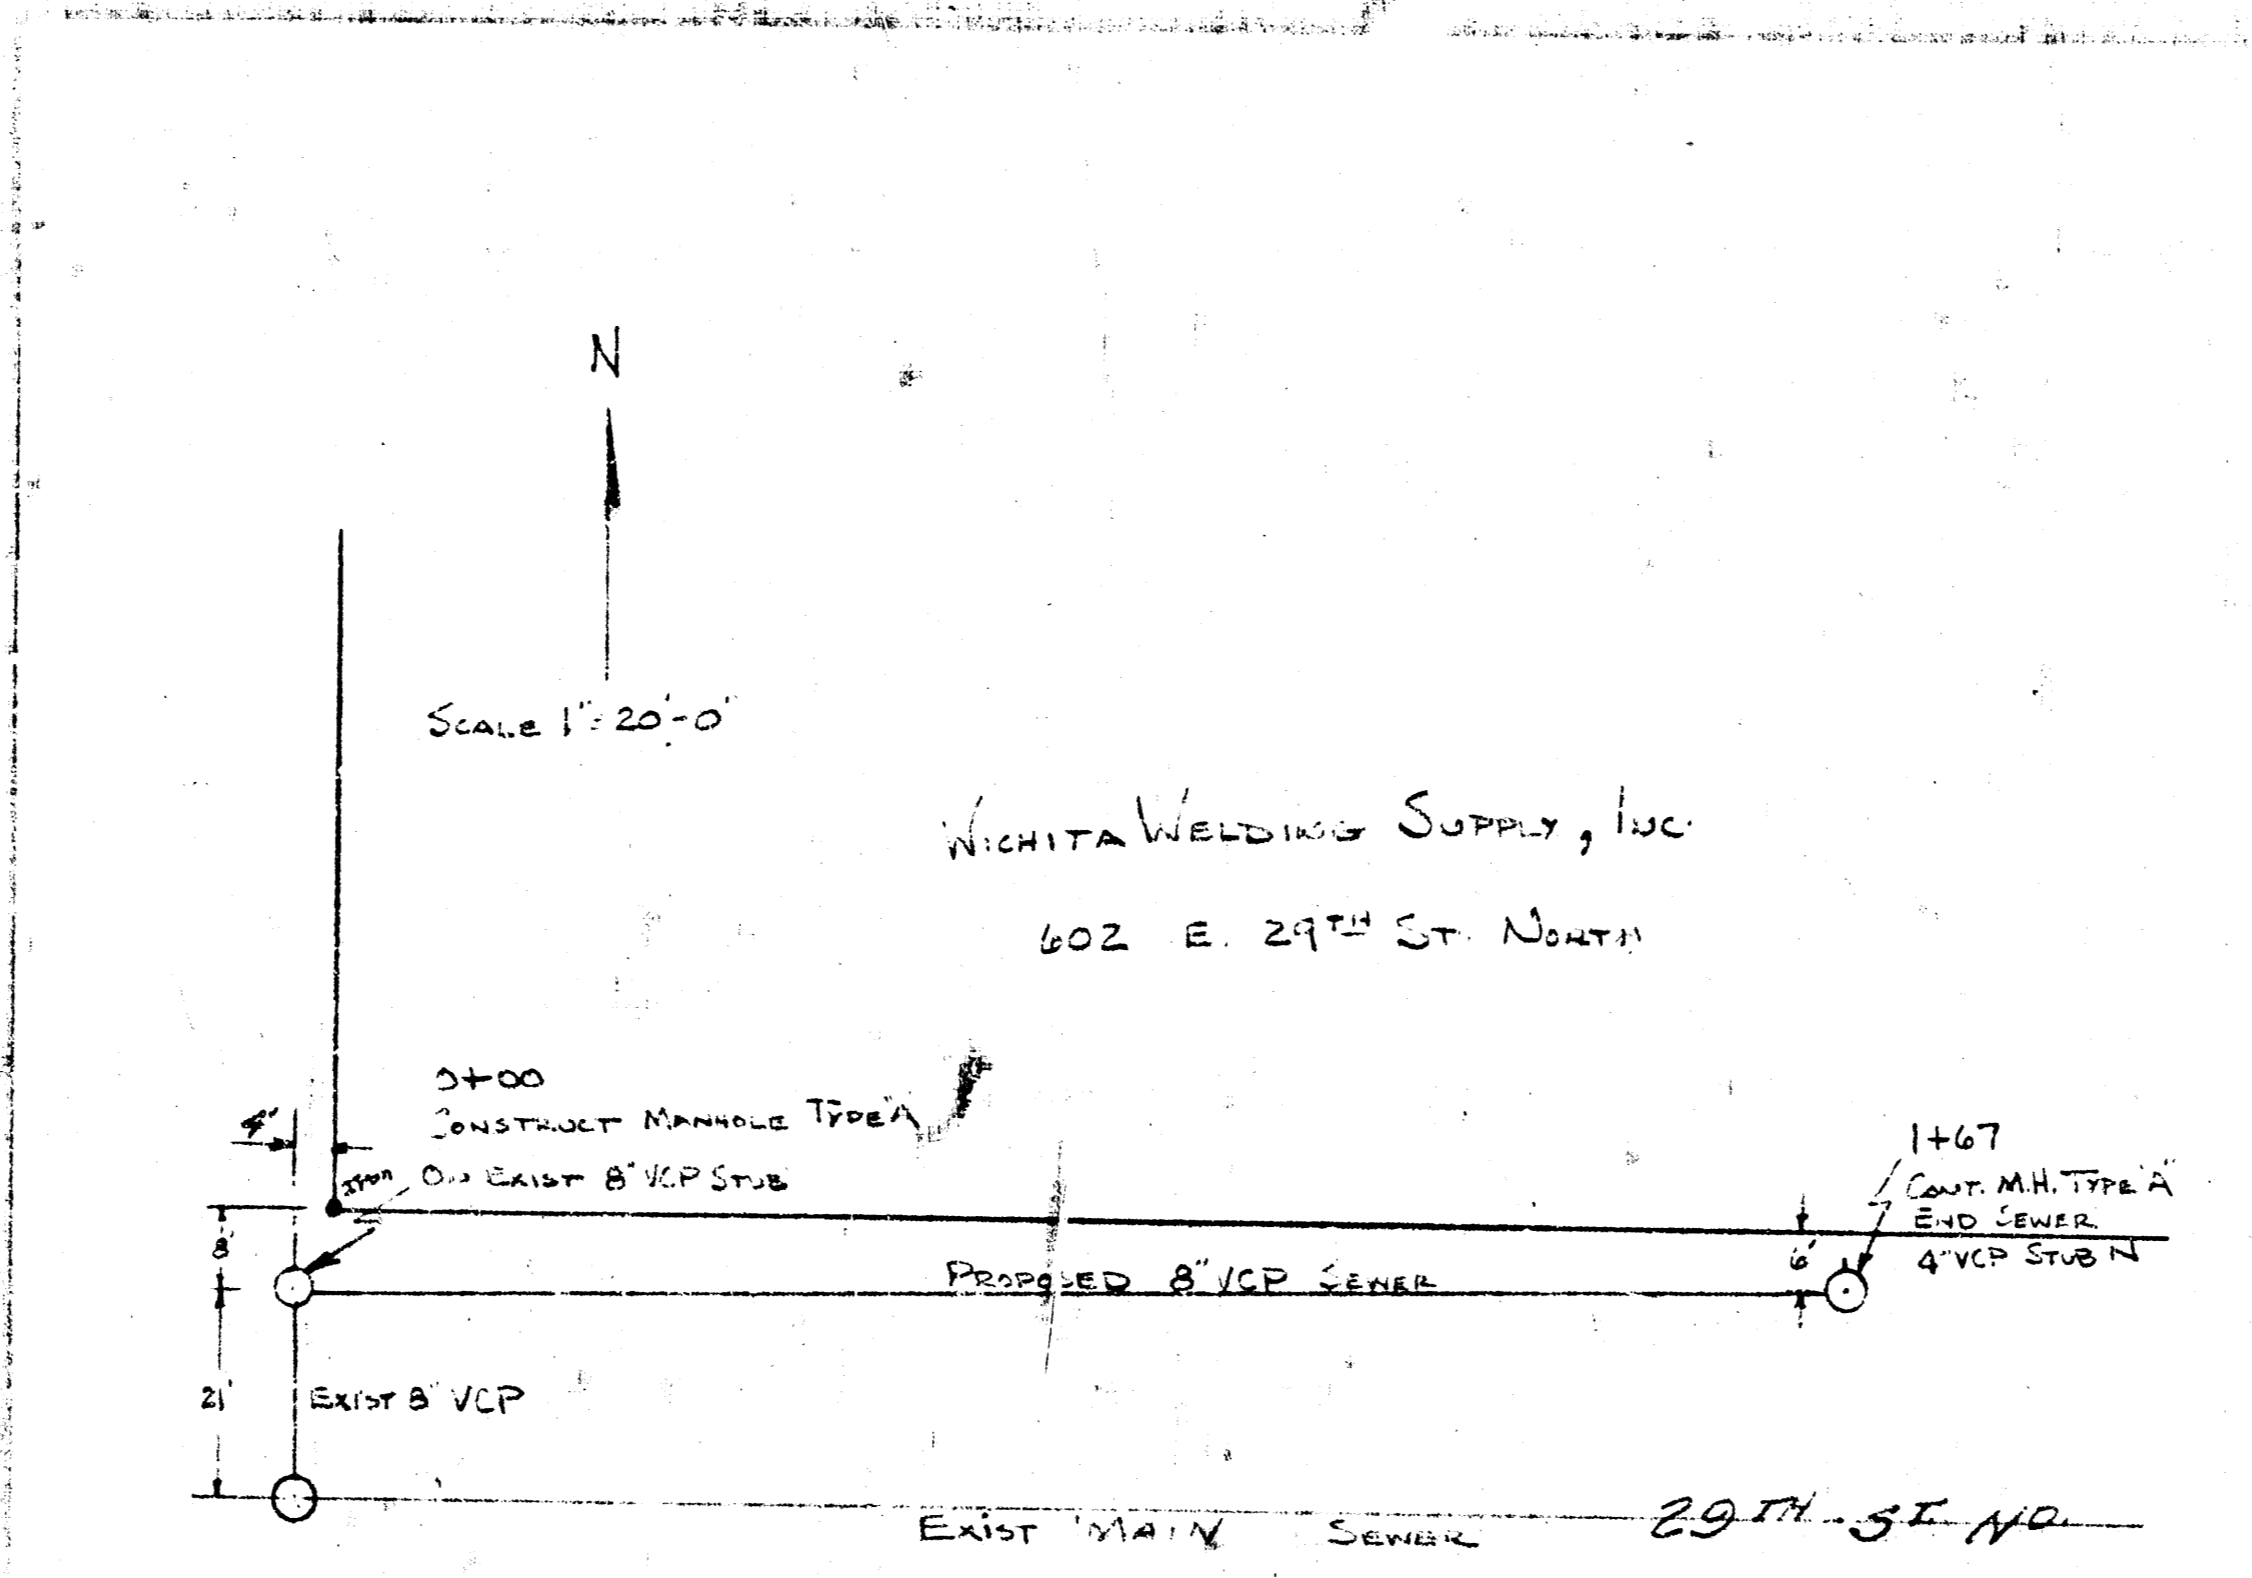 N
SCALE 1"=20'-0"
WICHITA WELDING SUPPLY, INC.
602 E. 29TH ST. NORTH
0+00
CONSTRUCT MANHOLE TYPE "A"
ON EXIST 8" VCP STUB
4'
IRON
8'
1+67
CONT. M.H. TYPE "A"
END SEWER
4" VCP STUB N
6'
PROPOSED 8" VCP SEWER
21'
EXIST 8" VCP
EXIST MAIN SEWER
29TH ST. NO.